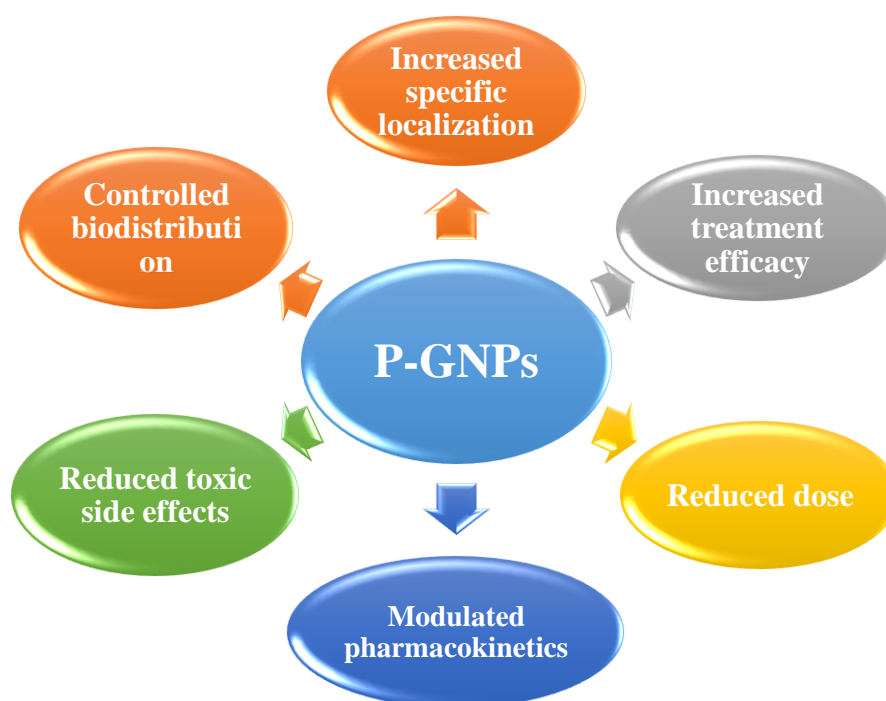 Increased
specific
localization
Controlled
biodistributi
on
Increased
treatment
efficacy
P-GNPs
Reduced toxic
side effects
Reduced dose
Modulated
pharmacokinetics